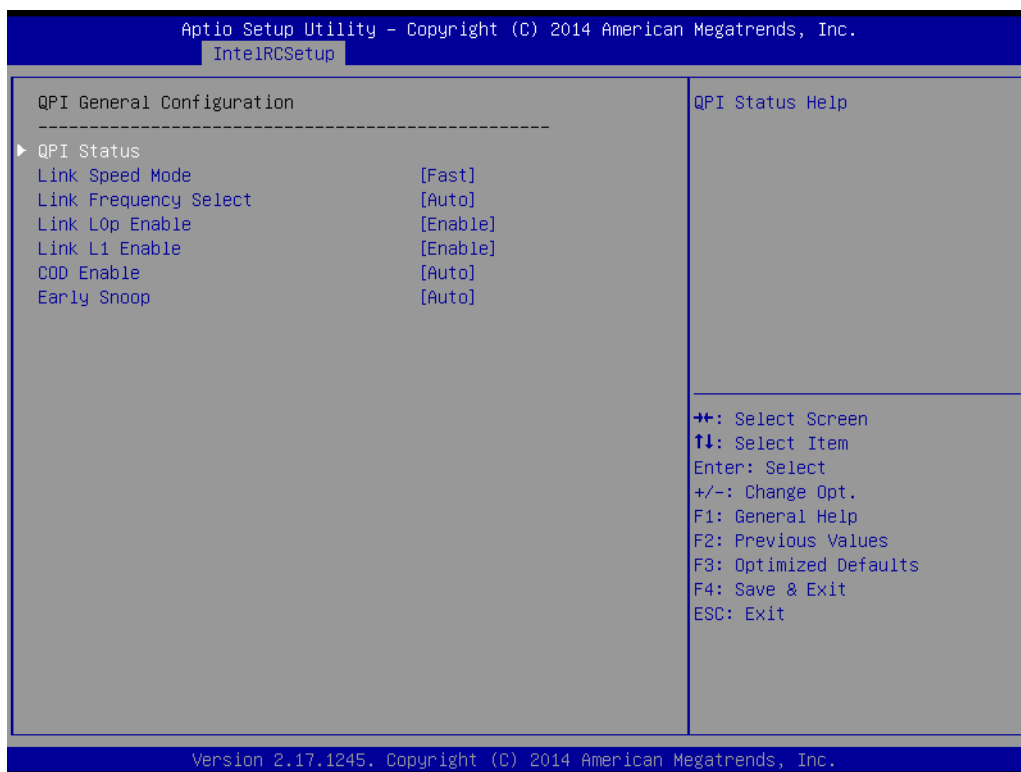 Aptio Setup Utility – Copyright (C) 2014 American Megatrends, Inc.
IntelRCSetup
QPI General Configuration
--------------------------------------------------
QPI Status
Link Speed Mode [Fast]
Link Frequency Select [Auto]
Link L0p Enable [Enable]
Link L1 Enable [Enable]
COD Enable [Auto]
Early Snoop [Auto]
QPI Status Help
→←: Select Screen
↑↓: Select Item
Enter: Select
+/-: Change Opt.
F1: General Help
F2: Previous Values
F3: Optimized Defaults
F4: Save & Exit
ESC: Exit
Version 2.17.1245. Copyright (C) 2014 American Megatrends, Inc.